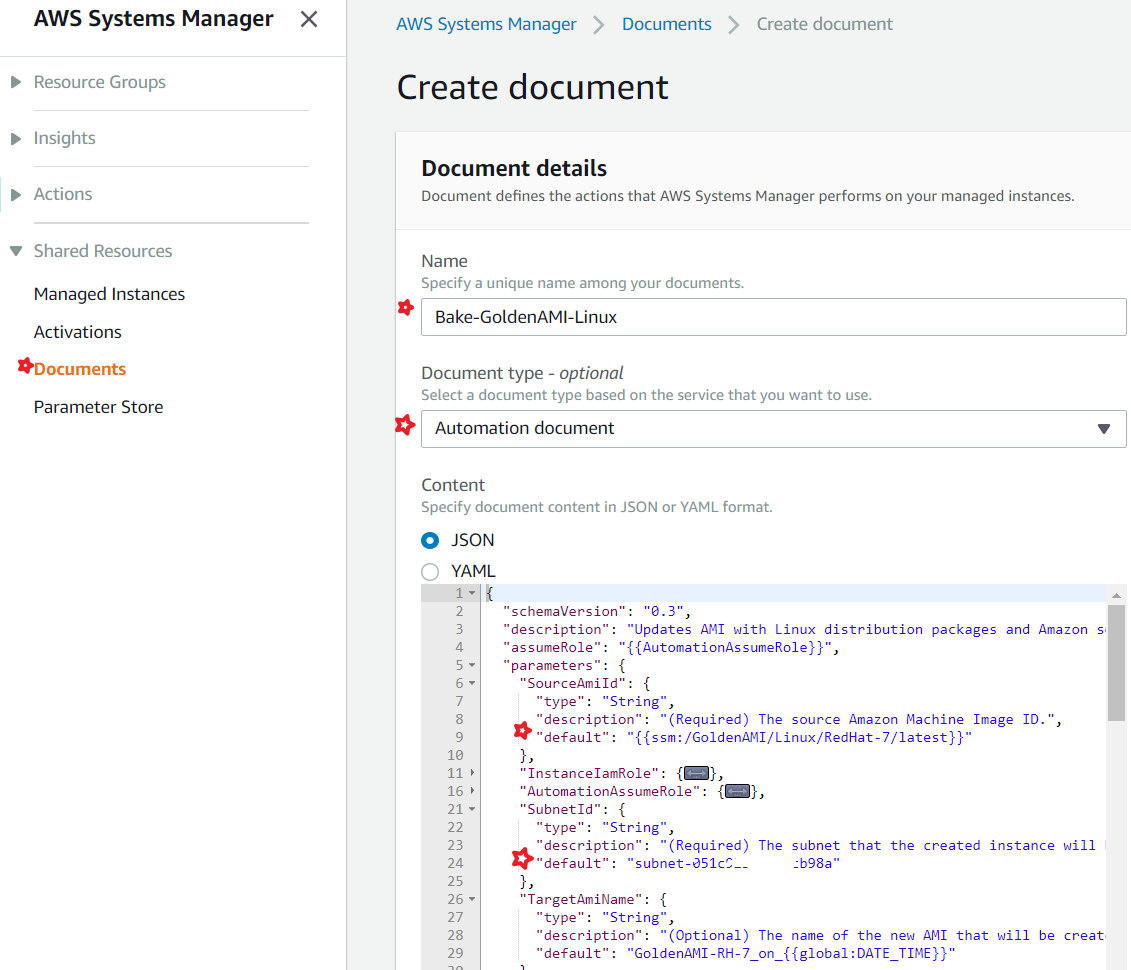 AWS Systems Manager
Resource Groups
Insights
Actions
Shared Resources
Managed Instances
Activations
Documents
Parameter Store
AWS Systems Manager > Documents > Create document
Create document
Document details
Document defines the actions that AWS Systems Manager performs on your managed instances.
Name
Specify a unique name among your documents.
Bake-GoldenAMI-Linux
Document type - optional
Select a document type based on the service that you want to use.
Automation document
Content
Specify document content in JSON or YAML format.
JSON
YAML
1 {
2 "schemaVersion": "0.3",
3 "description": "Updates AMI with Linux distribution packages and Amazon
4 "assumeRole": "{{AutomationAssumeRole}}",
5 "parameters": {
6 "SourceAmiId": {
7 "type": "String",
8 "description": "(Required) The source Amazon Machine Image ID.",
9 "default": "{{ssm:/GoldenAMI/Linux/RedHat-7/latest}}"
10 },
11 "InstanceIamRole": {},
16 "AutomationAssumeRole": {},
21 "SubnetId": {
22 "type": "String",
23 "description": "(Required) The subnet that the created instance will
24 "default": "subnet-051c b98a"
25 },
26 "TargetAmiName": {
27 "type": "String",
28 "description": "(Optional) The name of the new AMI that will be
29 "default": "GoldenAMI-RH-7_on_{{global:DATE_TIME}}"